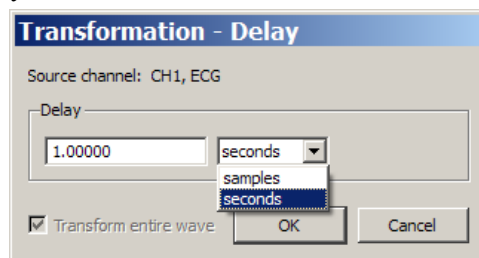 Transformation - Delay
Source channel: CH1, ECG
Delay
1.00000 seconds
samples
seconds
Transform entire wave OK Cancel